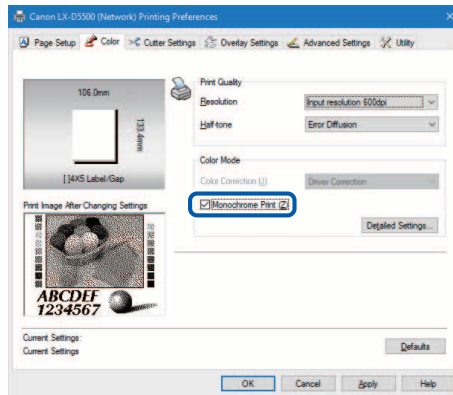 Canon LX-D5500 (Network) Printing Preferences
Page Setup Color Cutter Settings Overlay Settings Advanced Settings Utility
106.0mm
133.4mm
[ ]4X5 Label/Gap
Print Quality
Resolution Input resolution 600dpi
Half-tone Error Diffusion
Color Mode
Color Correction (J) Driver Correction
Monochrome Print (Z)
Detailed Settings...
Print Image After Changing Settings
ABCDEF
1234567
Current Settings:
Current Settings
Defaults
OK Cancel Apply Help